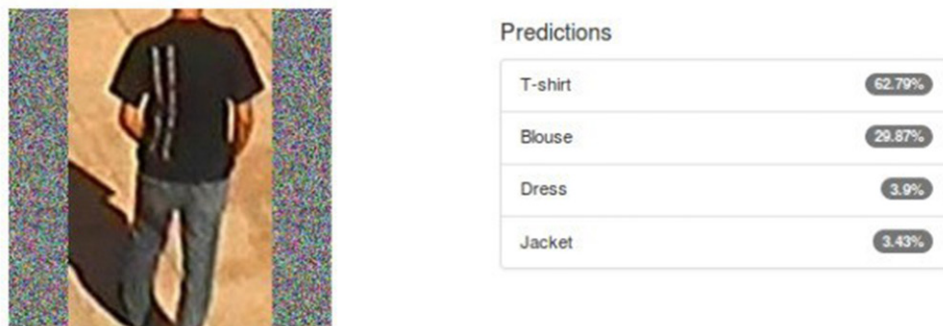 Predictions
T-shirt 62.79%
Blouse 29.87%
Dress 3.9%
Jacket 3.43%